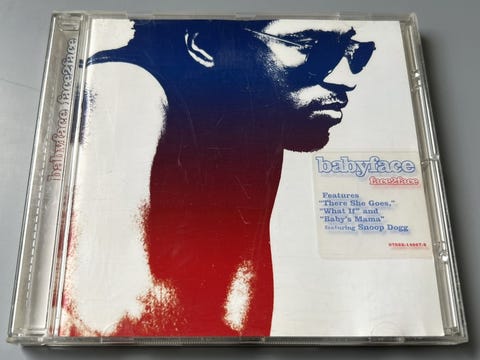 babyface face2face
babyface
face2face
Features
"There She Goes,"
"What If" and
"Baby's Mama"
featuring Snoop Dogg